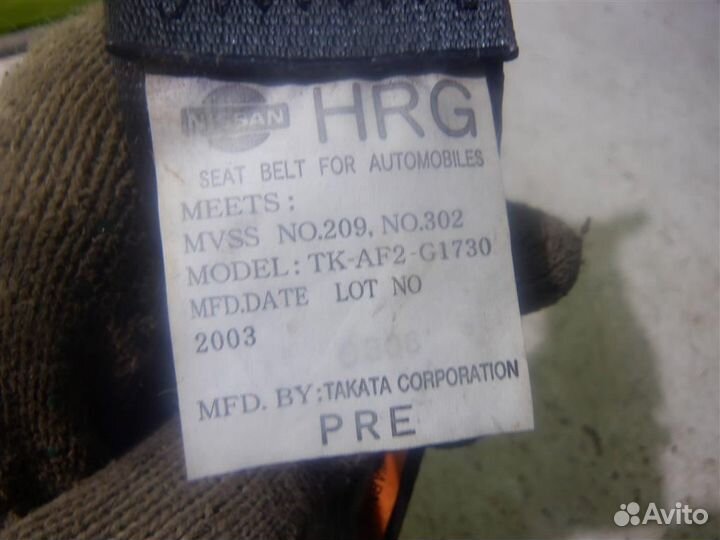 NISSAN HRG
SEAT BELT FOR AUTOMOBILES
MEETS:
MVSS NO.209, NO.302
MODEL: TK-AF2-G1730
MFD.DATE LOT NO
2003
MFD. BY: TAKATA CORPORATION
PRE
Avito